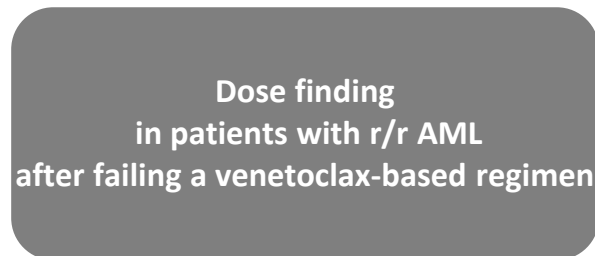 Dose finding
in patients with r/r AML
after failing a venetoclax-based regimen